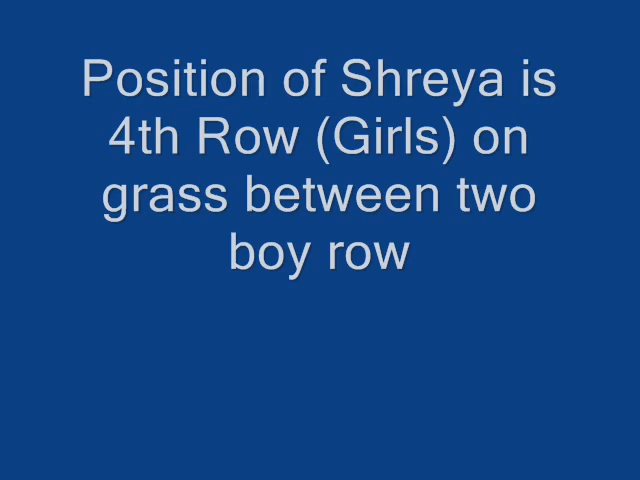 Position of Shreya is
4th Row (Girls) on
grass between two
boy row